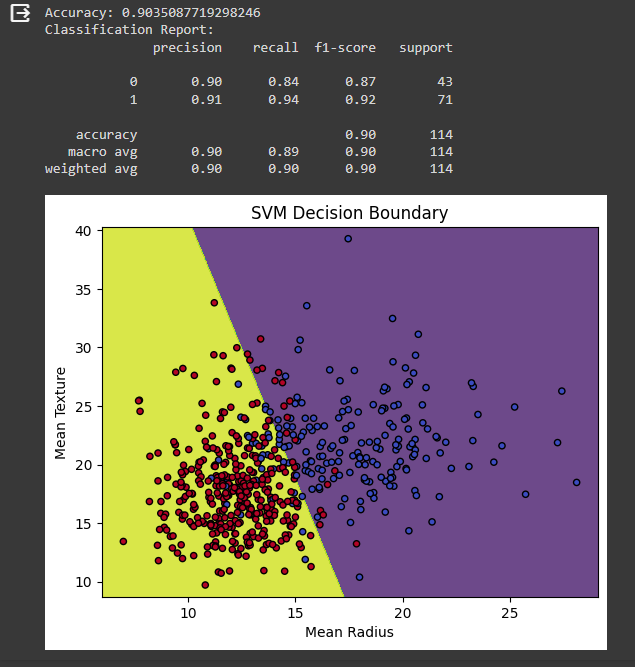 Accuracy: 0.9035087719298246
Classification Report:
precision recall f1-score support
0 0.90 0.84 0.87 43
1 0.91 0.94 0.92 71
accuracy 0.90 114
macro avg 0.90 0.89 0.90 114
weighted avg 0.90 0.90 0.90 114
SVM Decision Boundary
40
35
30
25
20
15
10
Mean Texture
10 15 20 25
Mean Radius